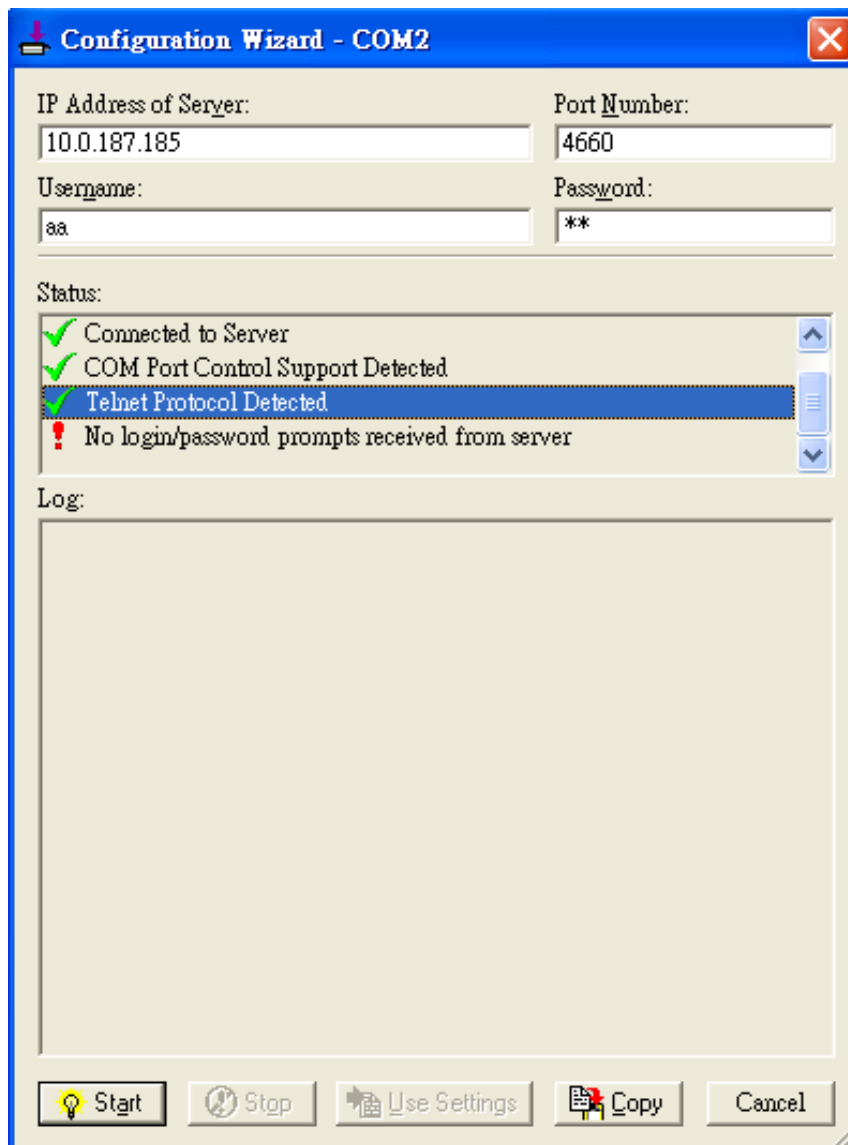 Configuration Wizard - COM2
IP Address of Server: Port Number:
10.0.187.185 4660
Username: Password:
aa **
Status:
Connected to Server
COM Port Control Support Detected
Telnet Protocol Detected
No login/password prompts received from server
Log:
Start Stop Use Settings Copy Cancel